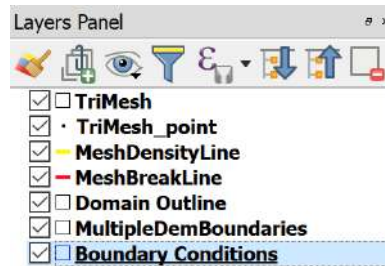 Layers Panel
TriMesh
TriMesh_point
MeshDensityLine
MeshBreakLine
Domain Outline
MultipleDemBoundaries
Boundary Conditions